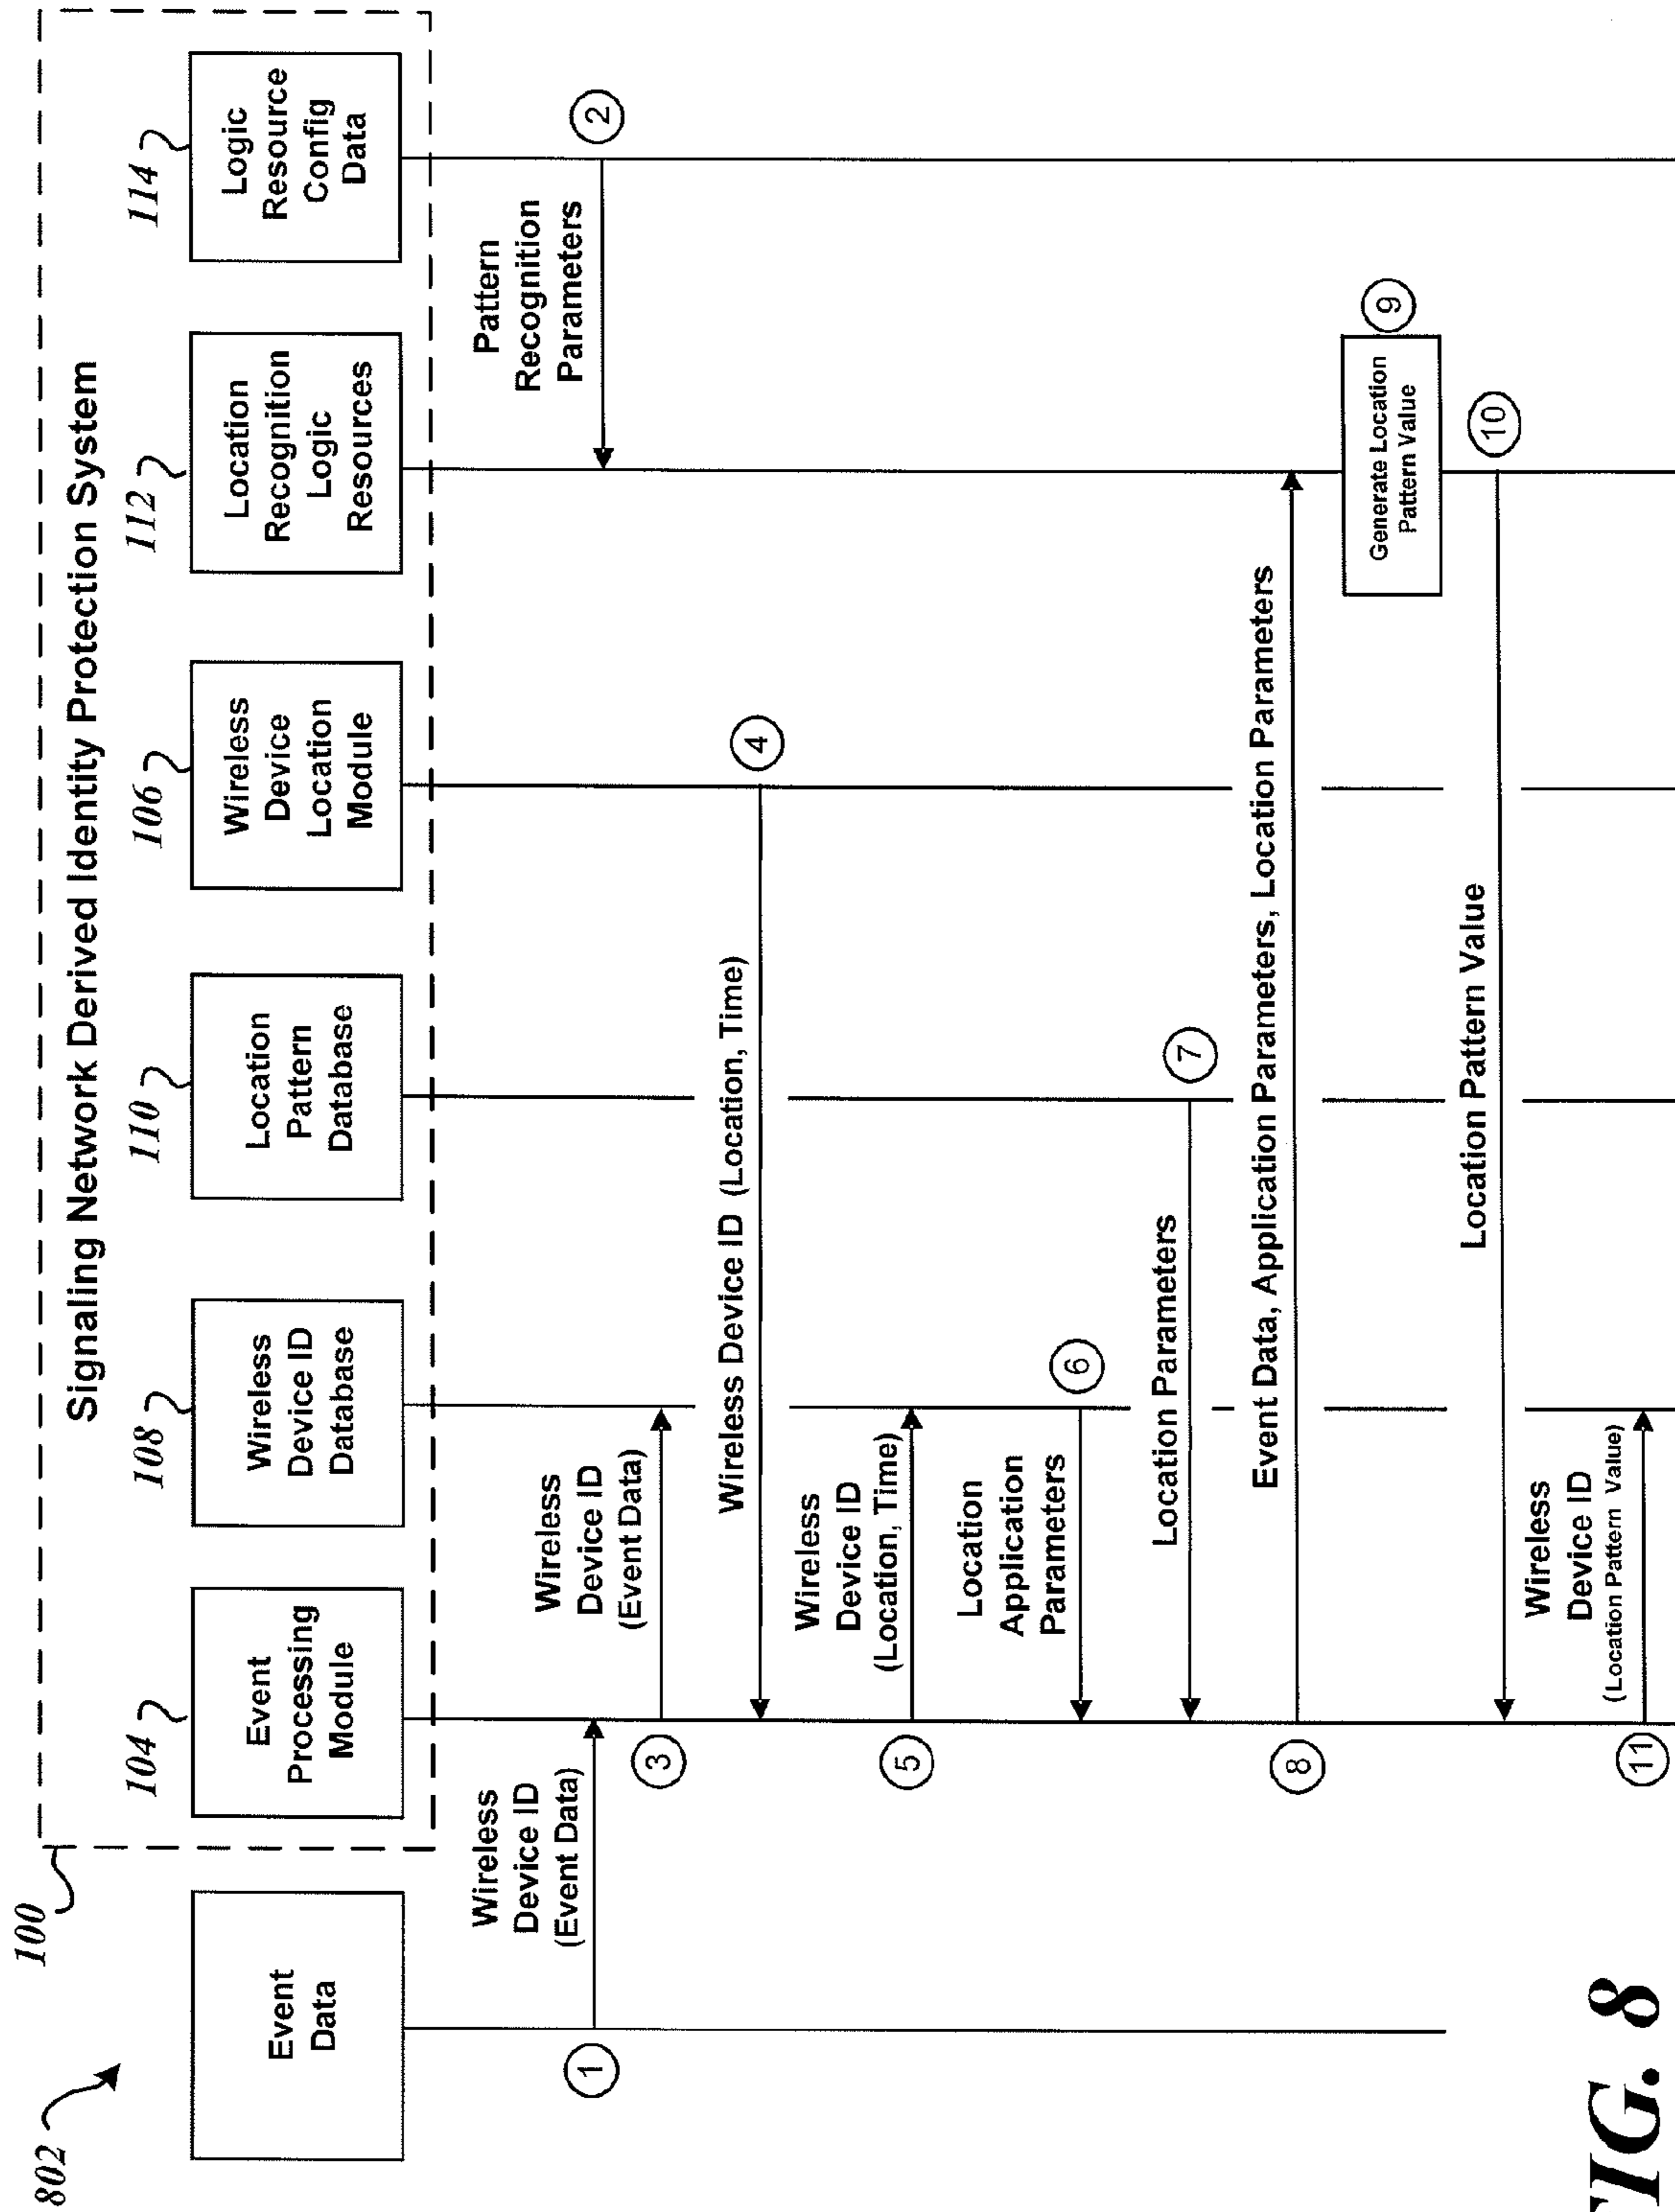 802
100
Signaling Network Derived Identity Protection System
104
108
110
106
112
114
Event
Data
Event
Processing
Module
Wireless
Device ID
Database
Location
Pattern
Database
Wireless
Device
Location
Module
Location
Recognition
Logic
Resources
Logic
Resource
Config
Data
1
Wireless
Device ID
(Event Data)
Pattern
Recognition
Parameters
2
3
Wireless
Device ID
(Event Data)
Wireless Device ID (Location, Time)
4
5
Wireless
Device ID
(Location, Time)
Location
Application
Parameters
6
Location Parameters
7
8
Event Data, Application Parameters, Location Parameters
Generate Location
Pattern Value
9
Location Pattern Value
10
11
Wireless
Device ID
(Location Pattern Value)
FIG. 8